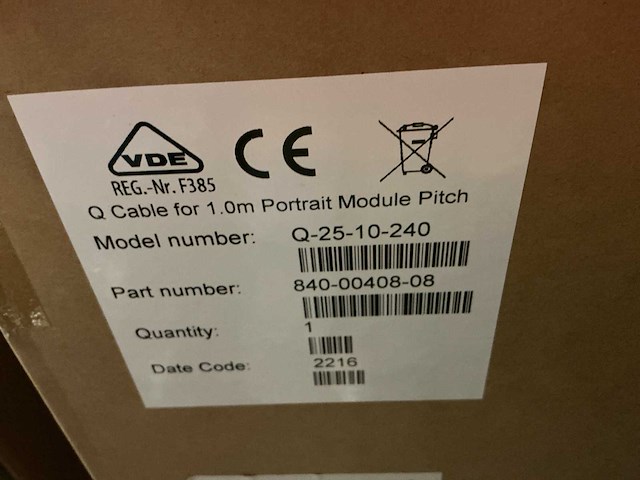 VDE
CE
REG.-Nr. F385
Q Cable for 1.0m Portrait Module Pitch
Model number: Q-25-10-240
Part number: 840-00408-08
Quantity: 1
Date Code: 2216